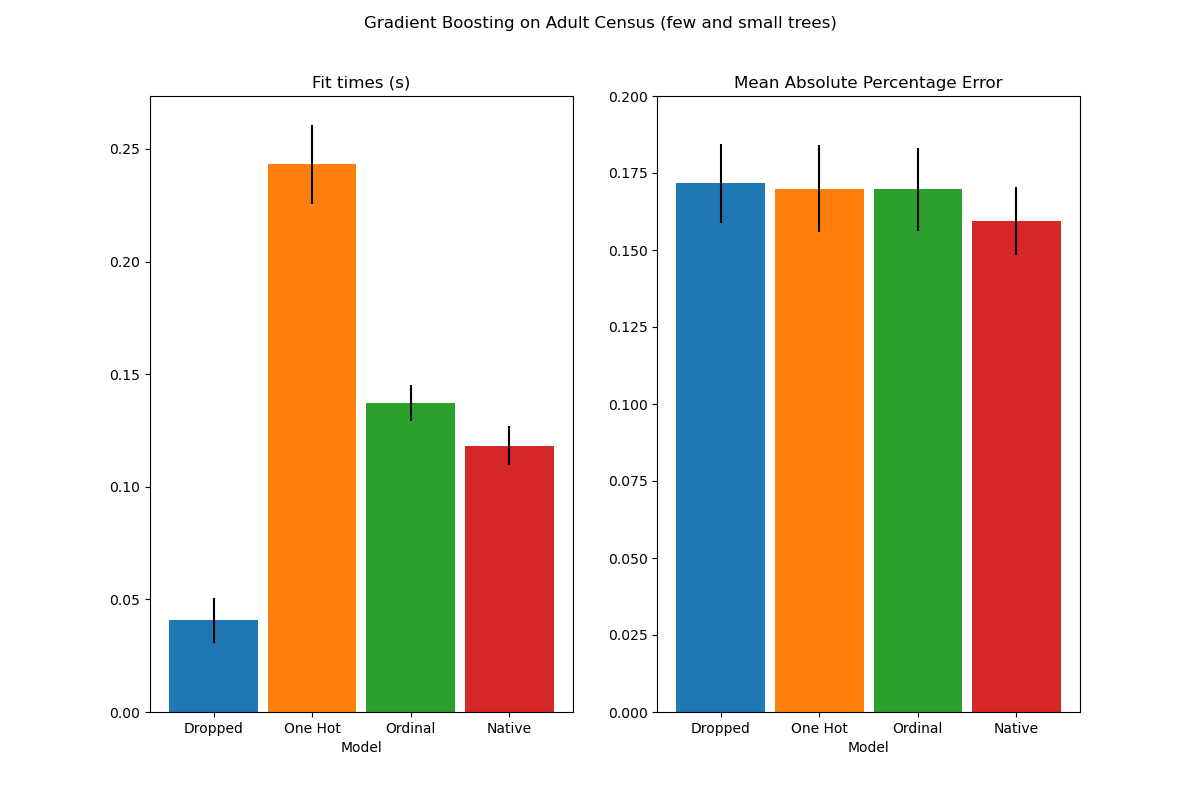 Gradient Boosting on Adult Census (few and small trees)
Fit times (s)
0.25
0.20
0.15
0.10
0.05
0.00
Dropped One Hot Ordinal Native
Model
Mean Absolute Percentage Error
0.200
0.175
0.150
0.125
0.100
0.075
0.050
0.025
0.000
Dropped One Hot Ordinal Native
Model